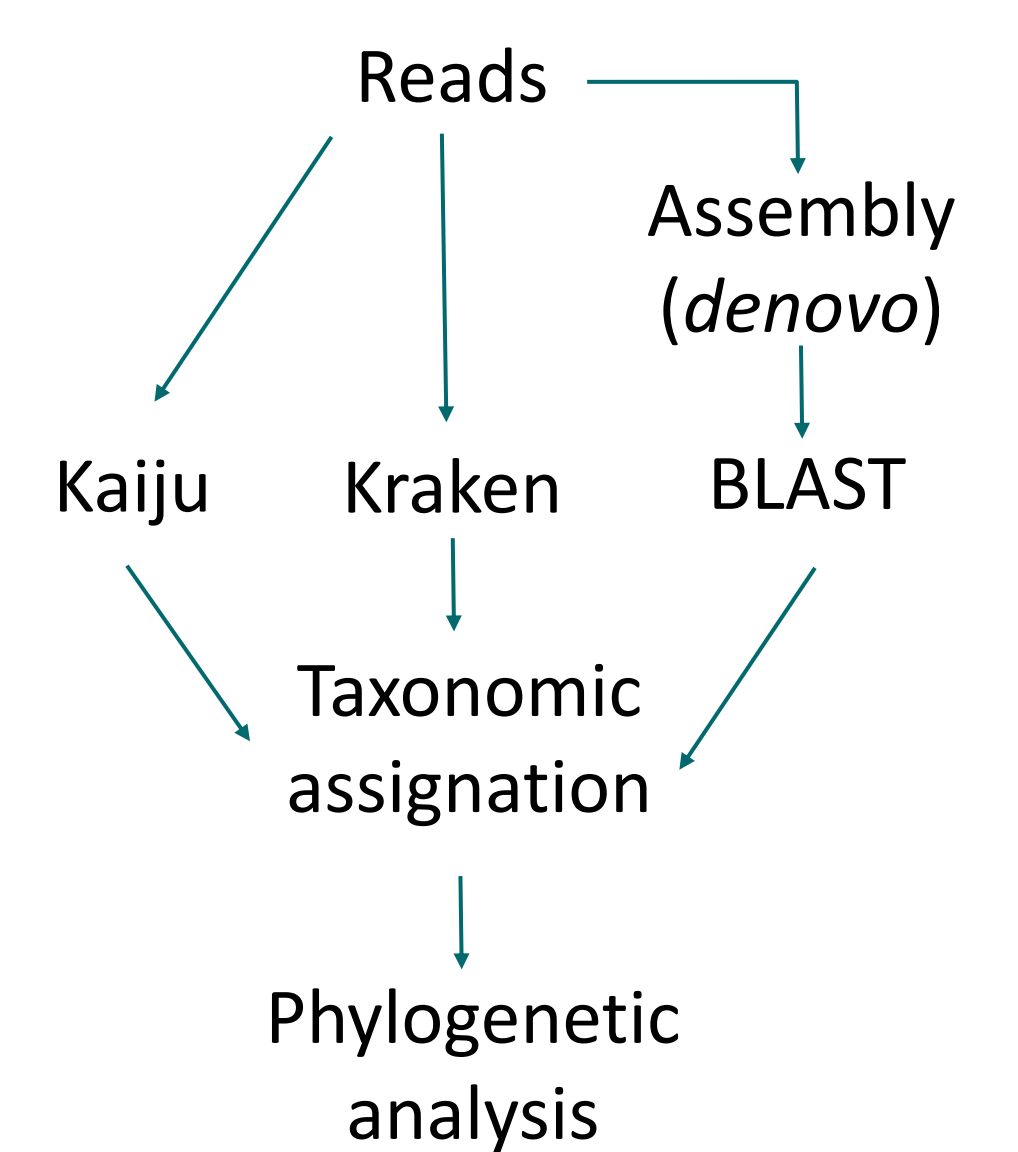 Reads
Assembly
(denovo)
Kaiju
Kraken
BLAST
Taxonomic
assignation
Phylogenetic
analysis